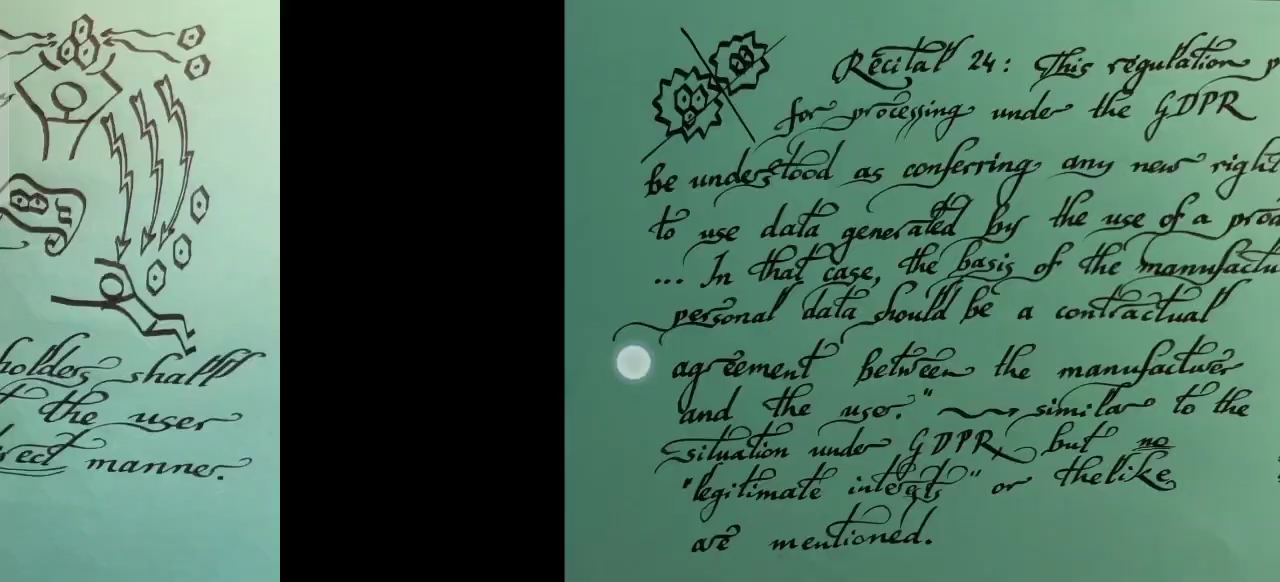 holders shall
the user
rect manner.
Recital 24: This regulation
for processing under the GDPR
be understood as conferring any new right
to use data generated by the use of a prod
... In that case, the basis of the manufactu
personal data should be a contractual
agreement between the manufacturer
and the user." similar to the
situation under GDPR, but no
"legitimate interests" or the like
are mentioned.